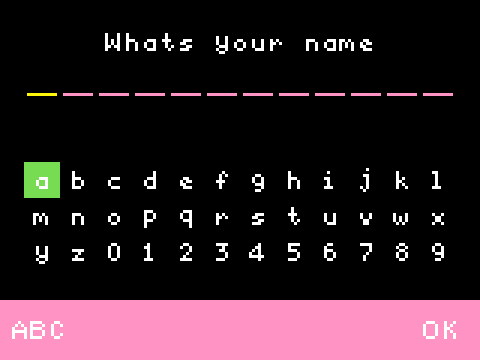 Whats your name
a b c d e f g h i j k l
m n o p q r s t u v w x
y z 0 1 2 3 4 5 6 7 8 9
ABC OK